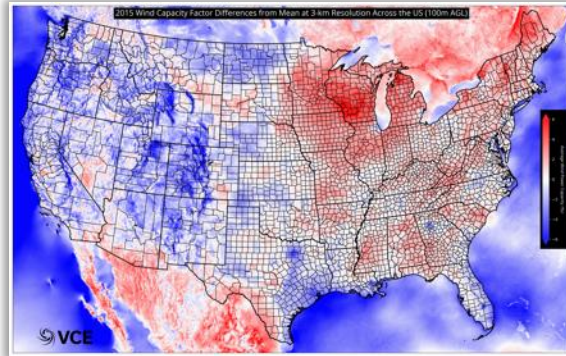 2015 Wind Capacity Factor Differences from Mean at 3-km Resolution Across the US (100m AGL)
VCE